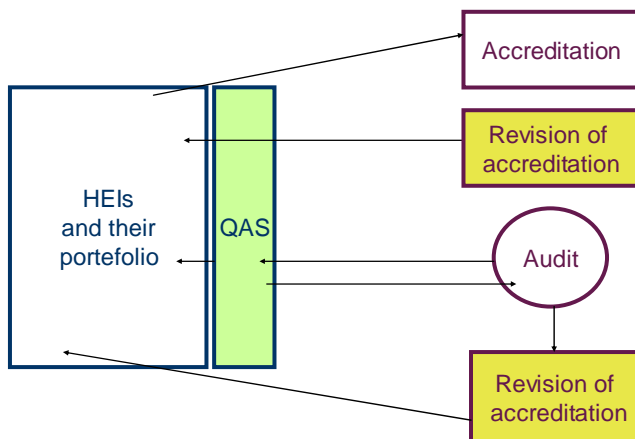 Accreditation
Revision of
accreditation
HEIs
and their
portefolio
QAS
Audit
Revision of
accreditation